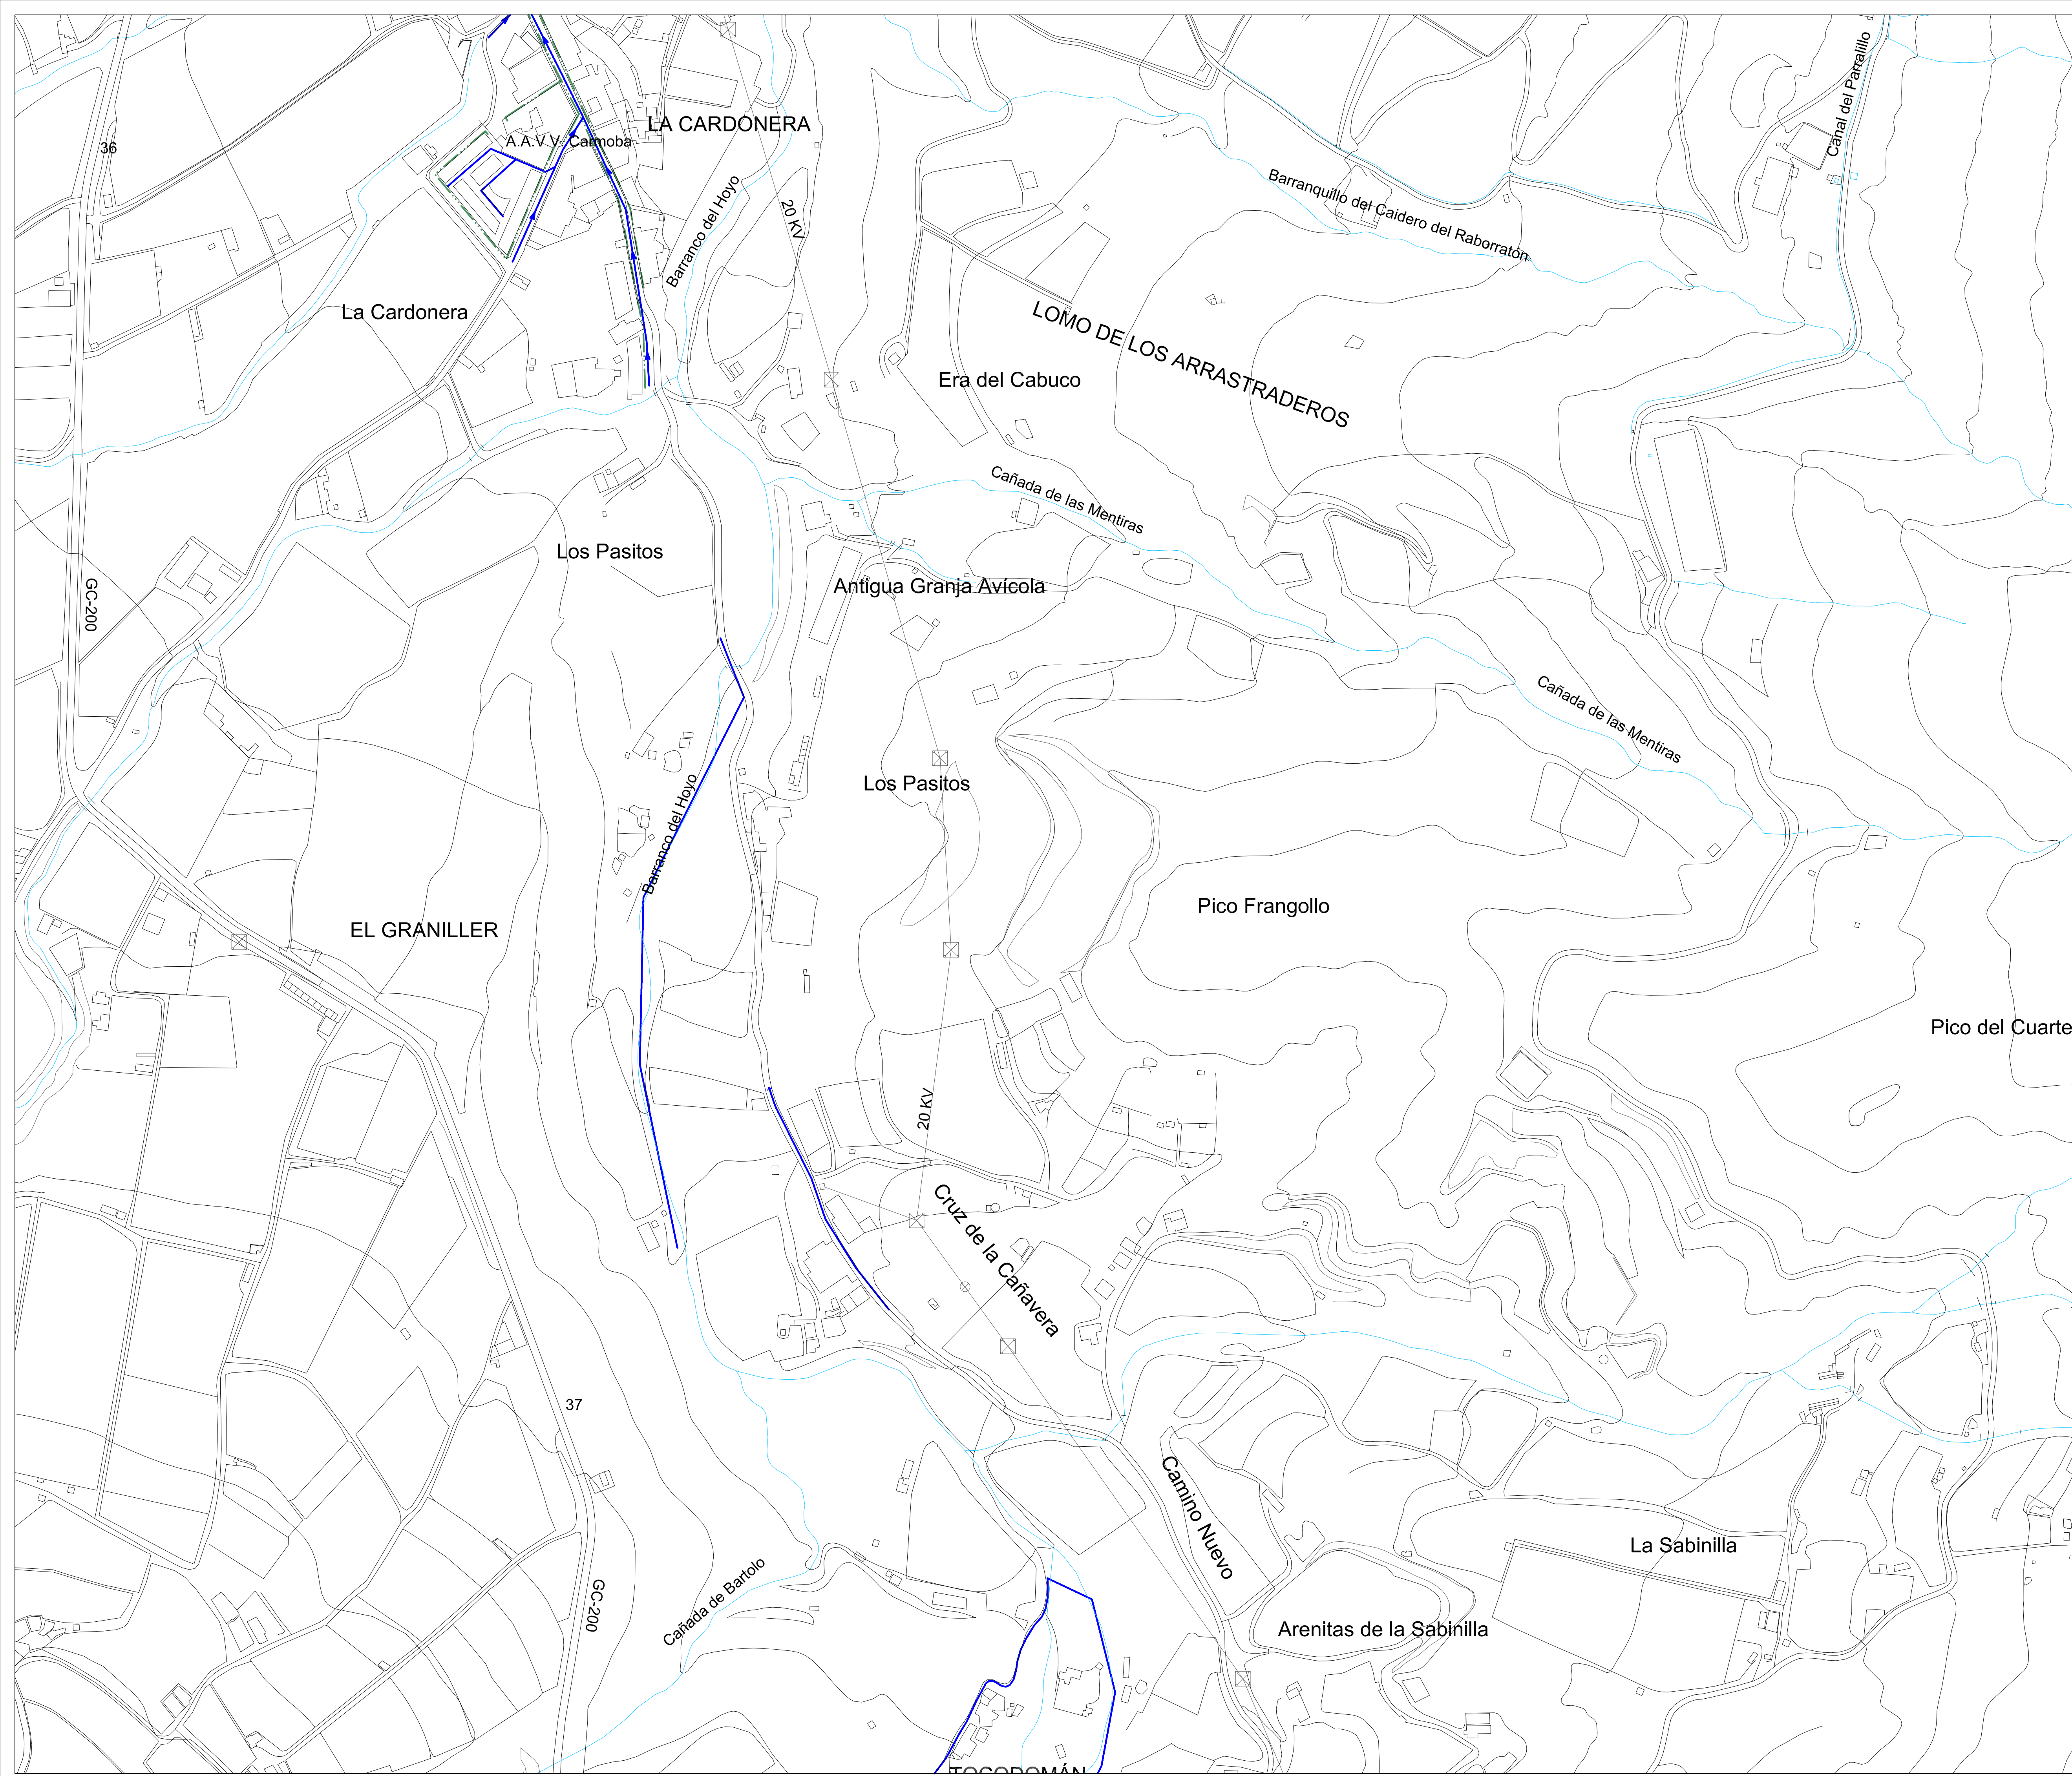 LA CARDONERA
A.A.V.V. Carmoba
36
Canal del Parralillo
Barranco del Hoyo
20 KV
Barranquillo del Caidero del Raborratón
La Cardonera
LOMO DE LOS ARRASTRADEROS
Era del Cabuco
Cañada de las Mentiras
Los Pasitos
Antigua Granja Avícola
GC-200
Cañada de las Mentiras
Los Pasitos
Barranco del Hoyo
Pico Frangollo
EL GRANILLER
Pico del Cuarte
20 KV
Cruz de la Cañavera
37
Camino Nuevo
La Sabinilla
GC-200
Cañada de Bartolo
Arenitas de la Sabinilla
TOCODOMÁN